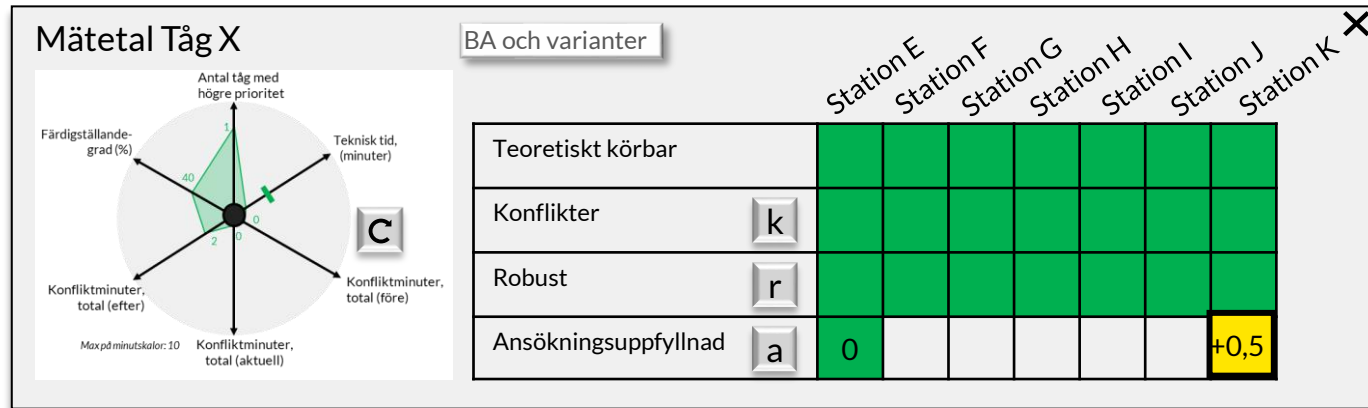 Mätetal Tåg X
BA och varianter
Antal tåg med
högre prioritet
Färdigställande-
grad (%)
Teknisk tid,
(minuter)
1
40
0
2
0
C
Konfliktminuter,
total (efter)
Konfliktminuter,
total (före)
Konfliktminuter,
total (aktuell)
Max på minutskalor: 10
Station E
Station F
Station G
Station H
Station I
Station J
Station K
Teoretiskt körbar
Konflikter
k
Robust
r
Ansökningsuppfyllnad
a
0
+0,5